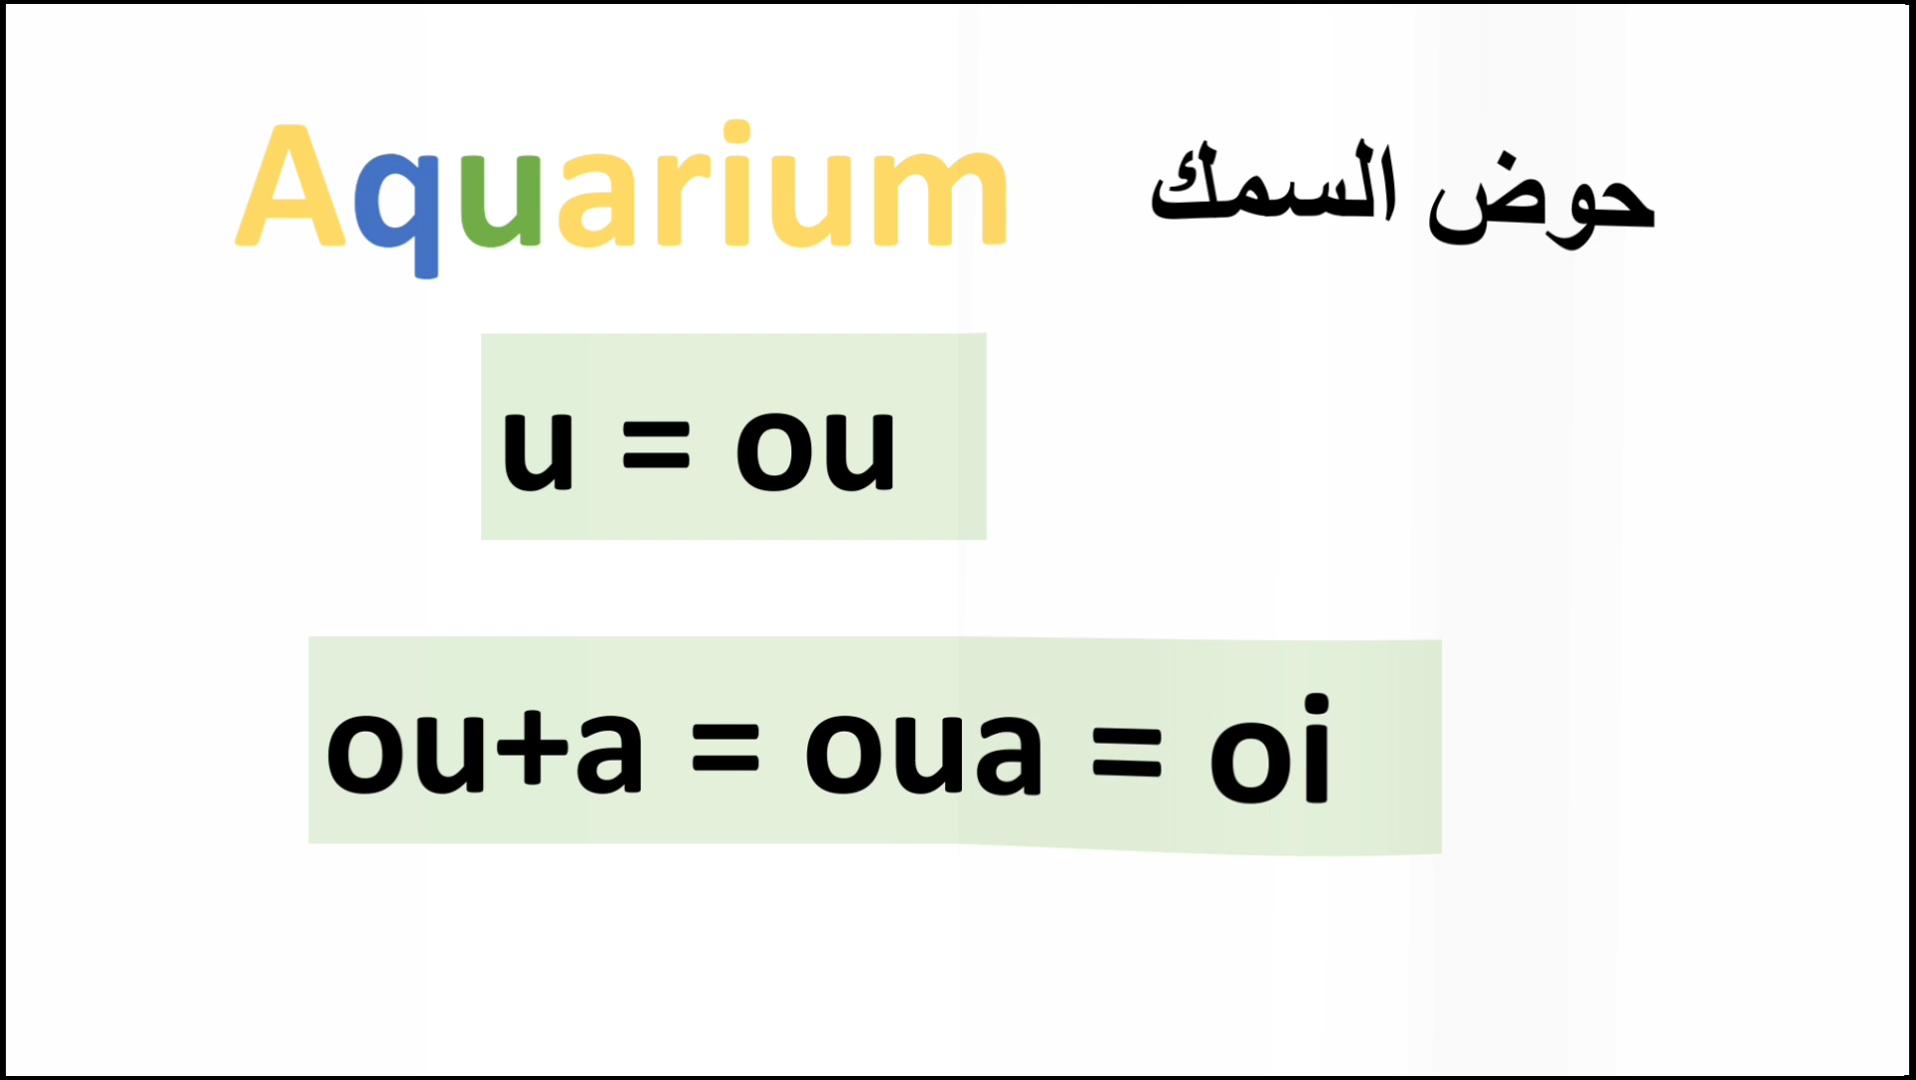 Aquarium حوض السمك
u = ou
ou+a = oua = oi